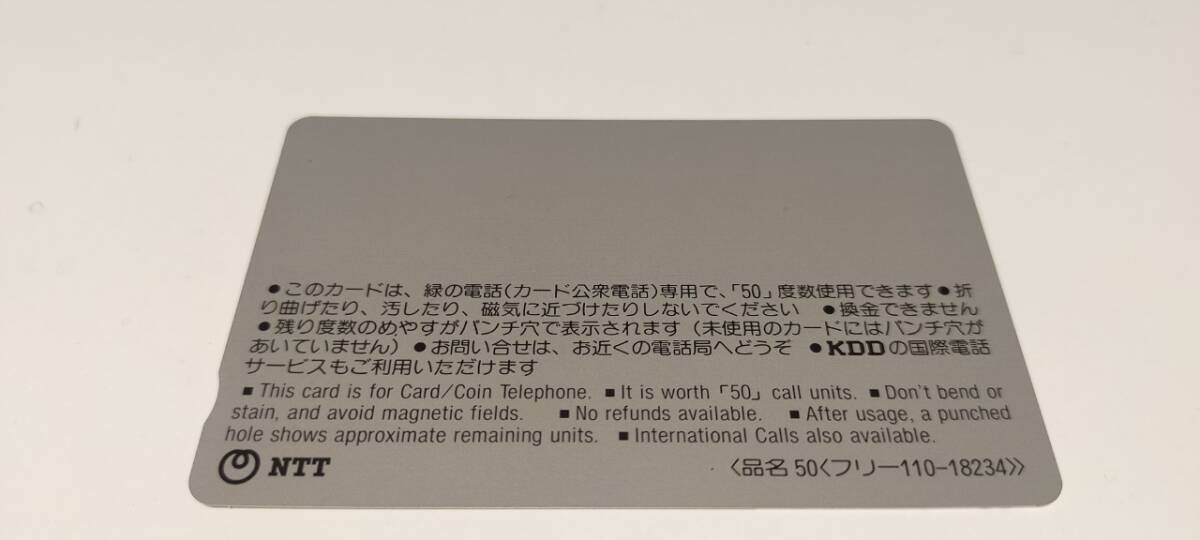 ●このカードは、緑の電話(カード公衆電話)専用で、「50」度数使用できます●折
り曲げたり、汚したり、磁気に近づけたりしないでください ●換金できません
●残り度数のめやすがパンチ穴で表示されます(未使用のカードにはパンチ穴が
あいていません)●お問い合せは、お近くの電話局へどうぞ ●KDDの国際電話
サービスもご利用いただけます
■ This card is for Card/Coin Telephone. ■ It is worth「50」call units. ■ Don't bend or
stain, and avoid magnetic fields. ■ No refunds available. ■ After usage, a punched
hole shows approximate remaining units. ■ International Calls also available.
NTT 〈品名 50〈フリー110-18234〉〉